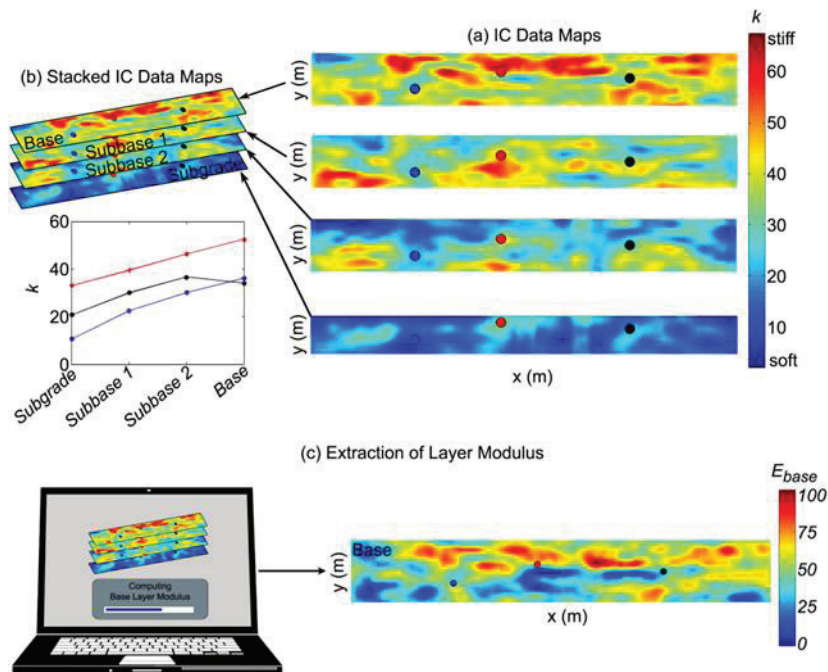 (a) IC Data Maps
k
stiff
60
50
40
30
20
10
soft
y (m)
y (m)
y (m)
y (m)
x (m)
(b) Stacked IC Data Maps
Base
Subbase 1
Subbase 2
Subgrade
60
40
20
0
k
Subgrade
Subbase 1
Subbase 2
Base
(c) Extraction of Layer Modulus
Computing
Base Layer Modulus
Base
y (m)
x (m)
E_base
100
75
50
25
0